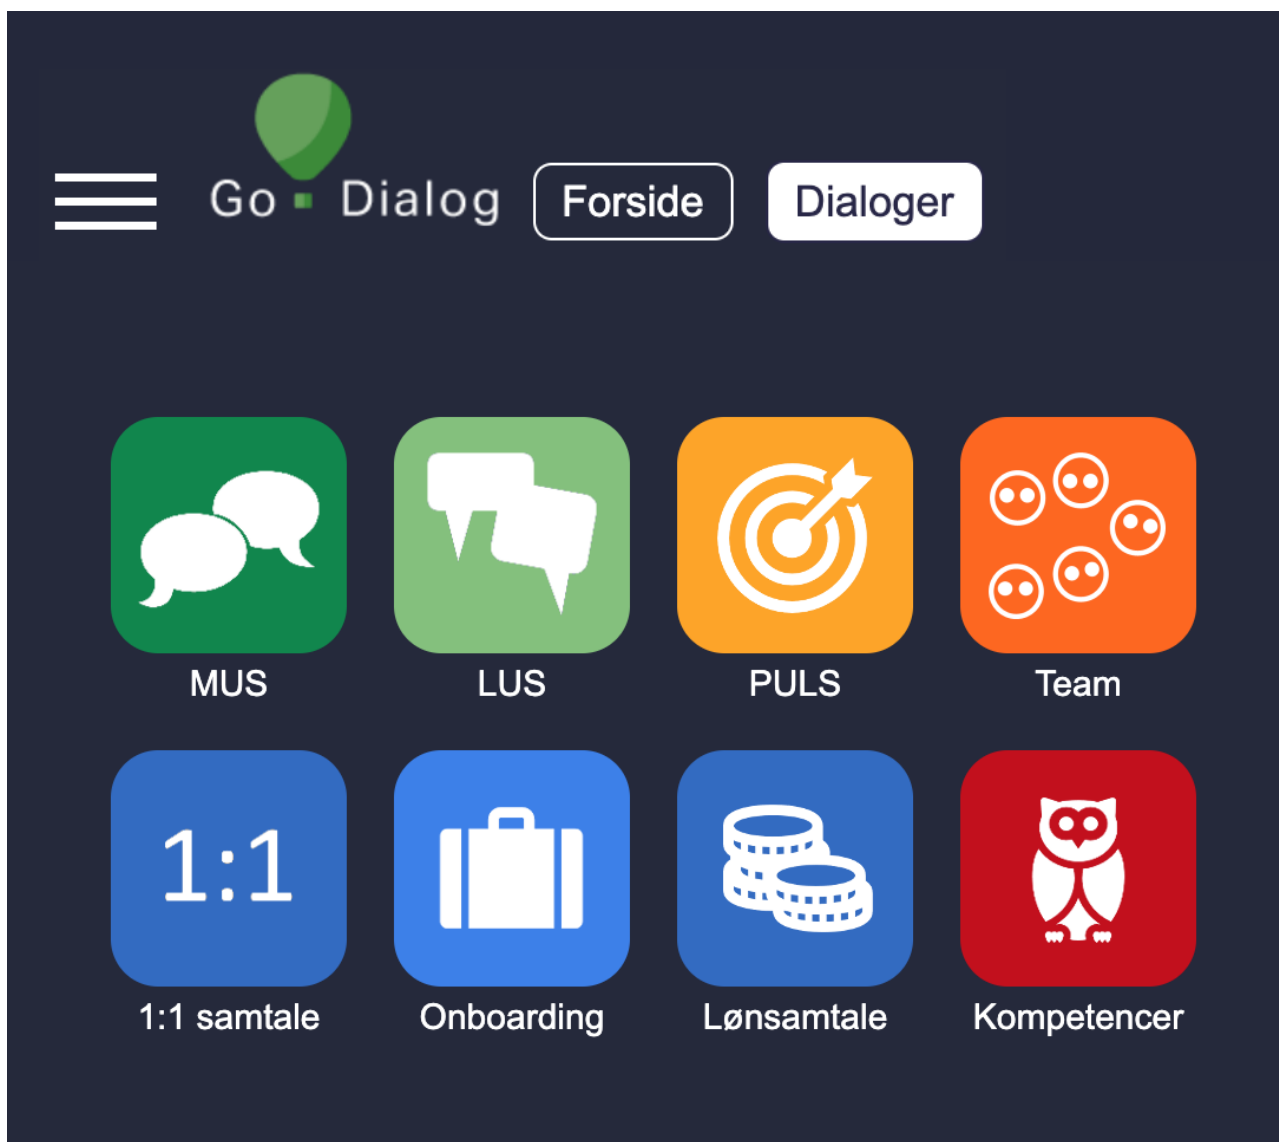 Go Dialog
Forside
Dialoger
MUS
LUS
PULS
Team
1:1
1:1 samtale
Onboarding
Lønsamtale
Kompetencer